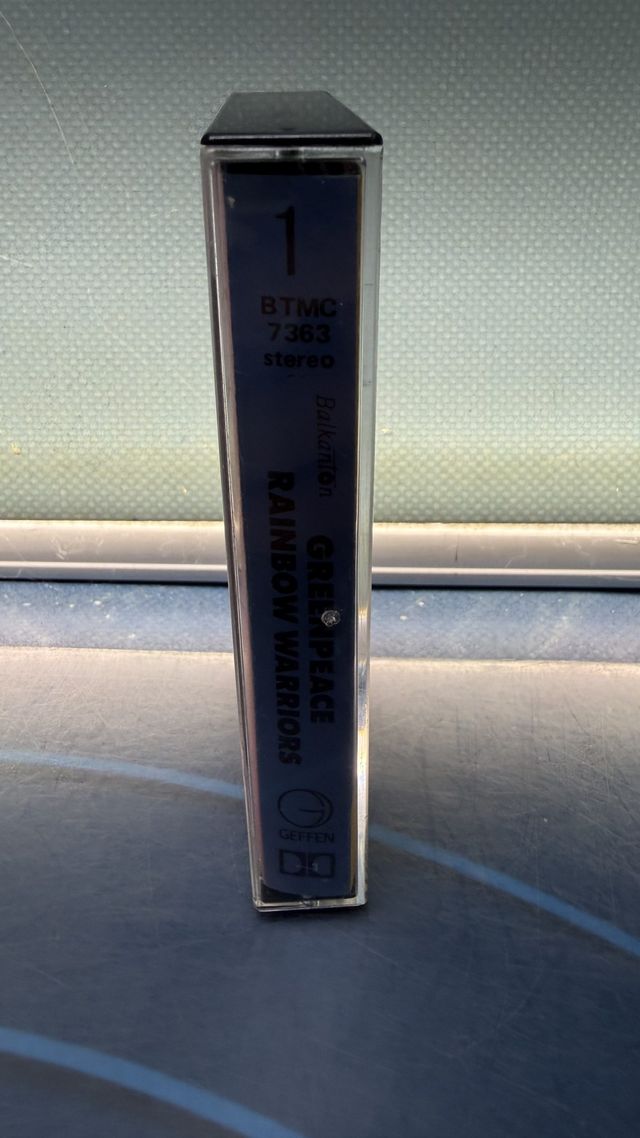 1
BTMC
7363
stereo
Balkanton
GREENPEACE
RAINBOW WARRIORS
GEFFEN